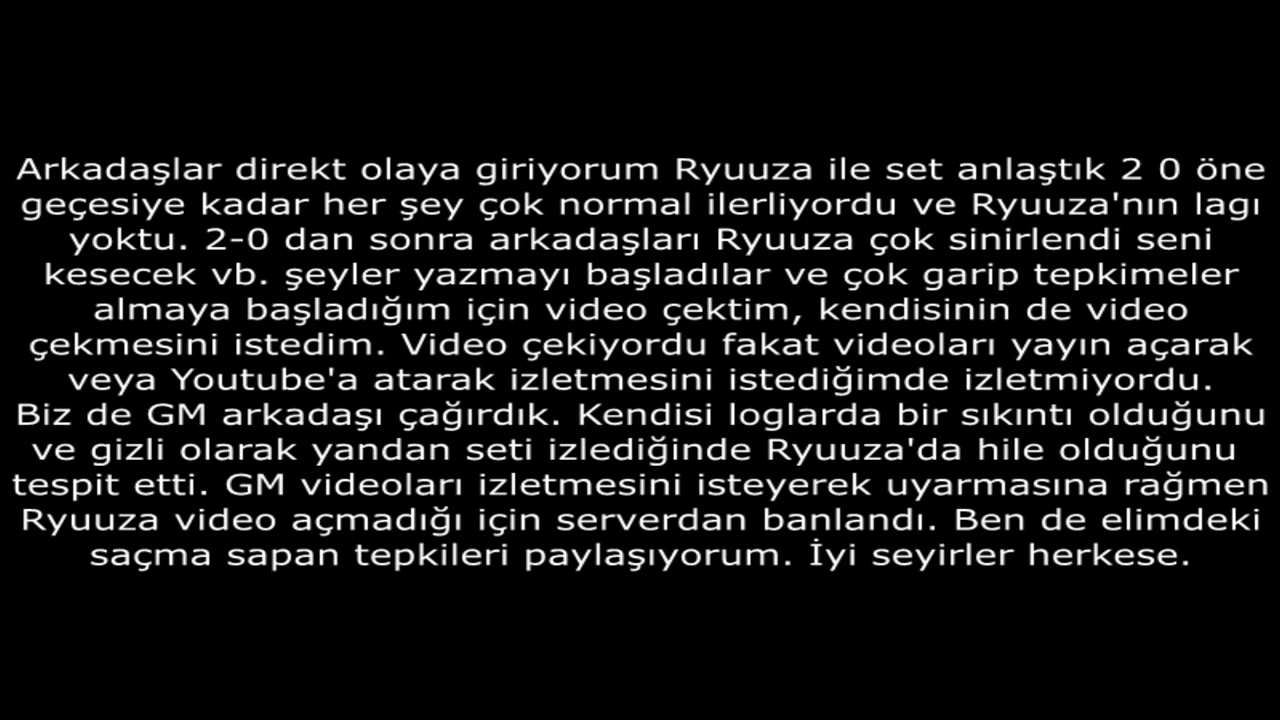 Arkadaşlar direkt olaya giriyorum Ryuuza ile set anlaştık 2 0 öne
geçesiye kadar her şey çok normal ilerliyordu ve Ryuuza'nın lagı
yoktu. 2-0 dan sonra arkadaşları Ryuuza çok sinirlendi seni
kesecek vb. şeyler yazmayı başladılar ve çok garip tepkimeler
almaya başladığım için video çektim, kendisinin de video
çekmesini istedim. Video çekiyordu fakat videoları yayın açarak
veya Youtube'a atarak izletmesini istediğimde izletmiyordu.
Biz de GM arkadaşı çağırdık. Kendisi loglarda bir sıkıntı olduğunu
ve gizli olarak yandan seti izlediğinde Ryuuza'da hile olduğunu
tespit etti. GM videoları izletmesini isteyerek uyarmasına rağmen
Ryuuza video açmadığı için serverdan banlandı. Ben de elimdeki
saçma sapan tepkileri paylaşıyorum. İyi seyirler herkese.